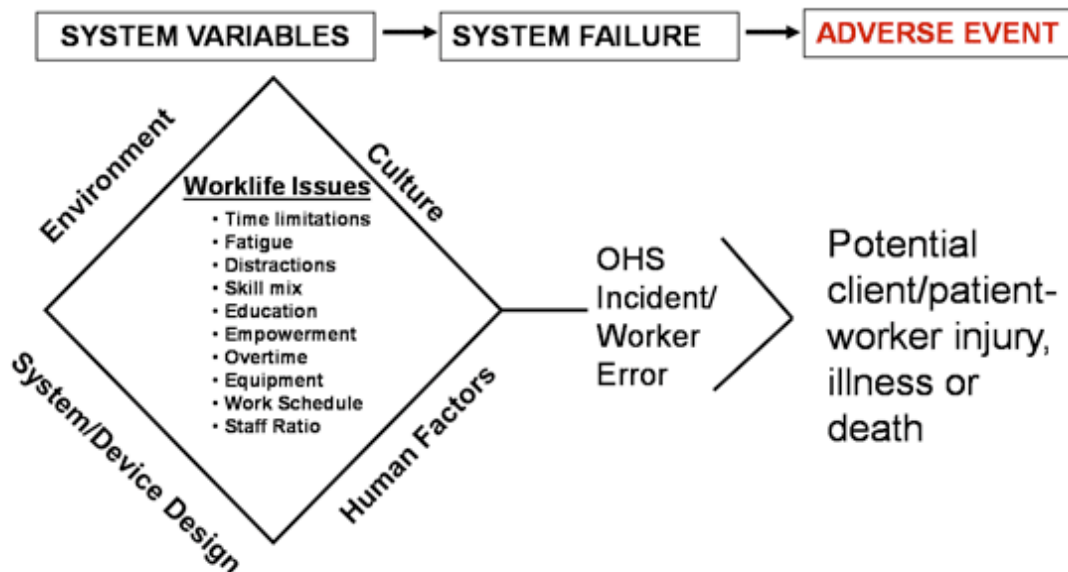 SYSTEM VARIABLES
SYSTEM FAILURE
ADVERSE EVENT
Environment
Culture
Worklife Issues
• Time limitations
• Fatigue
• Distractions
• Skill mix
• Education
• Empowerment
• Overtime
• Equipment
• Work Schedule
• Staff Ratio
System/Device Design
Human Factors
OHS
Incident/
Worker
Error
Potential
client/patient-
worker injury,
illness or
death